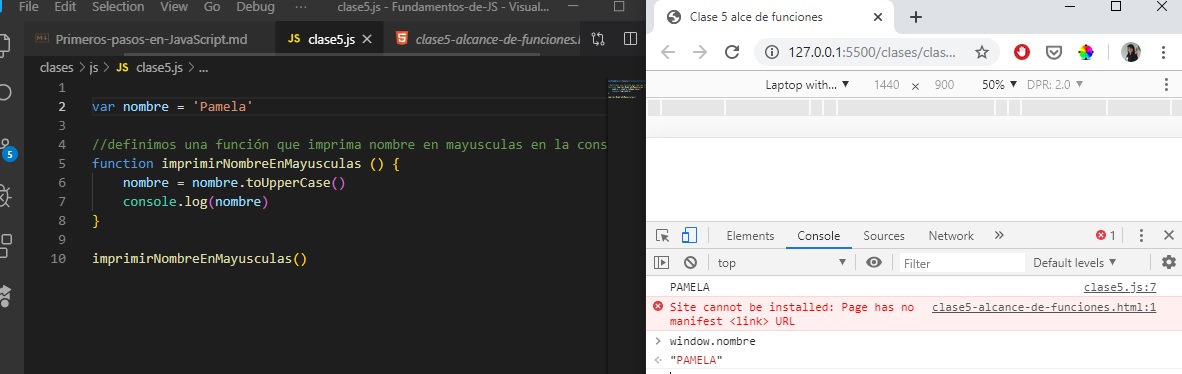 File Edit View Go Debug ··· clase5.js - Fundamentos-de-JS - Visual...
Primeros-pasos-en-JavaScript.md JS clase5.js clase5-alcance-de-funciones.
clases > js > JS clase5.js > ...
1
2 var nombre = 'Pamela'
3
4 //definimos una función que imprima nombre en mayusculas en la cons
5 function imprimirNombreEnMayusculas () {
6 nombre = nombre.toUpperCase()
7 console.log(nombre)
8 }
9
10 imprimirNombreEnMayusculas()
5
Clase 5 alce de funciones
127.0.0.1:5500/clases/clas...
Laptop with... 1440 × 900 50% DPR: 2.0
Elements Console Sources Network » 1
top Filter Default levels
PAMELA clase5.js:7
Site cannot be installed: Page has no clase5-alcance-de-funciones.html:1
manifest <link> URL
> window.nombre
"PAMELA"